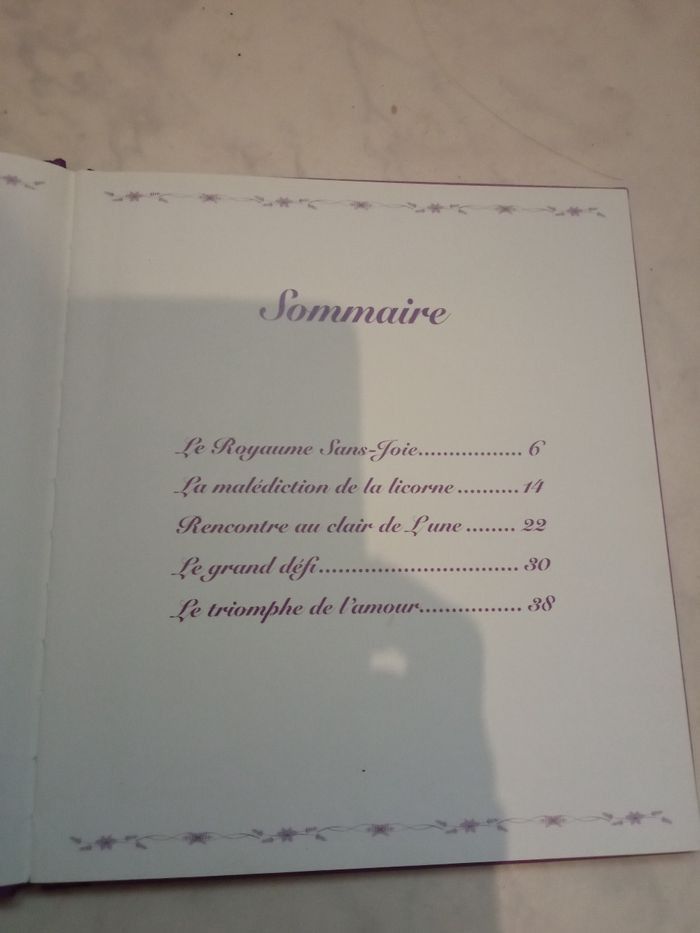 Sommaire
Le Royaume Sans-Joie................. 6
La malédiction de la licorne..........14
Rencontre au clair de Lune........ 22
Le grand défi.................................. 30
Le triomphe de l'amour................. 38